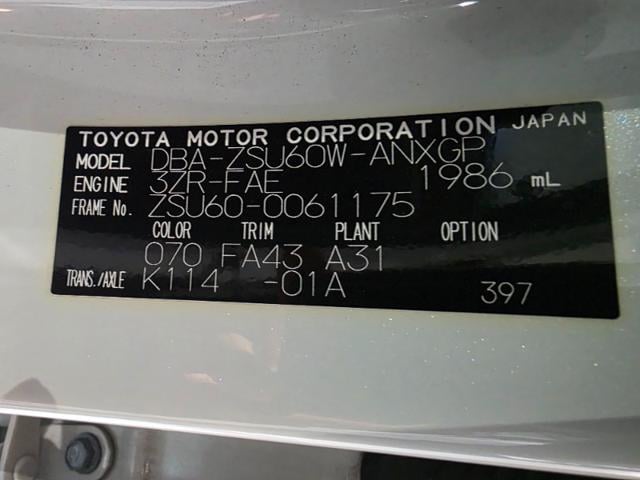 TOYOTA MOTOR CORPORATION JAPAN
MODEL DBA-ZSU60W-ANXGP
ENGINE 3ZR-FAE 1986 mL
FRAME No. ZSU60-0061175
COLOR TRIM PLANT OPTION
070 FA43 A31
TRANS./AXLE K114 -01A 397